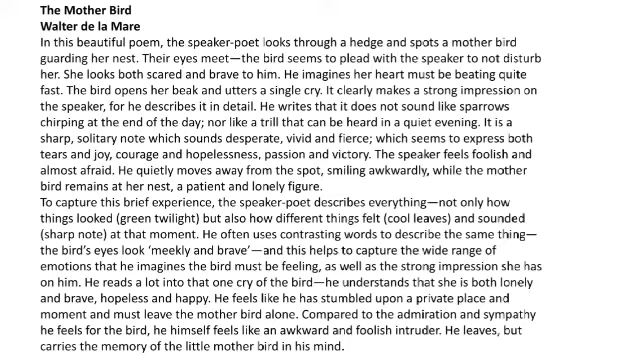 The Mother Bird
Walter de la Mare
In this beautiful poem, the speaker-poet looks through a hedge and spots a mother bird
guarding her nest. Their eyes meet—the bird seems to plead with the speaker to not disturb
her. She looks both scared and brave to him. He imagines her heart must be beating quite
fast. The bird opens her beak and utters a single cry. It clearly makes a strong impression on
the speaker, for he describes it in detail. He writes that it does not sound like sparrows
chirping at the end of the day; nor like a trill that can be heard in a quiet evening. It is a
sharp, solitary note which sounds desperate, vivid and fierce; which seems to express both
tears and joy, courage and hopelessness, passion and victory. The speaker feels foolish and
almost afraid. He quietly moves away from the spot, smiling awkwardly, while the mother
bird remains at her nest, a patient and lonely figure.
To capture this brief experience, the speaker-poet describes everything—not only how
things looked (green twilight) but also how different things felt (cool leaves) and sounded
(sharp note) at that moment. He often uses contrasting words to describe the same thing—
the bird’s eyes look ‘meekly and brave’—and this helps to capture the wide range of
emotions that he imagines the bird must be feeling, as well as the strong impression she has
on him. He reads a lot into that one cry of the bird—he understands that she is both lonely
and brave, hopeless and happy. He feels like he has stumbled upon a private place and
moment and must leave the mother bird alone. Compared to the admiration and sympathy
he feels for the bird, he himself feels like an awkward and foolish intruder. He leaves, but
carries the memory of the little mother bird in his mind.